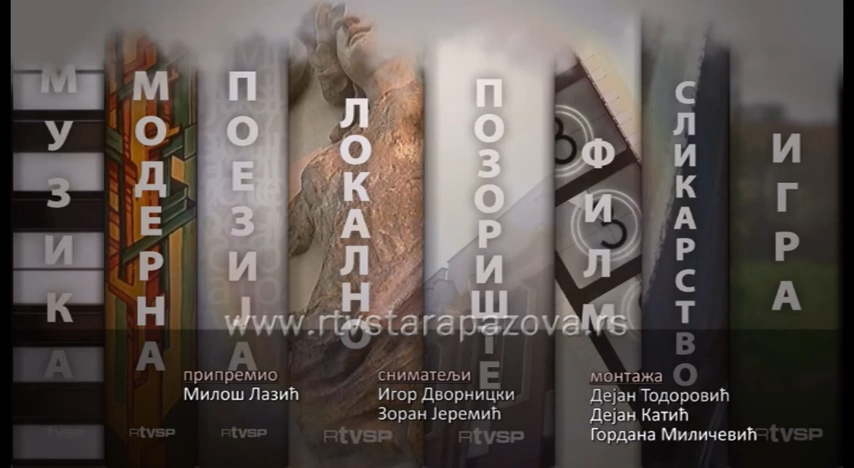 МУЗИКА
МОДЕРНА
ПОЕЗИЈА
ЛОКАЛНО
ПОЗОРИШТЕ
ФИЛМ
СЛИКАРСТВО
ИГРА
www.rtvstarapazova.rs
припремио
Милош Лазић
сниматељи
Игор Дворницки
Зоран Јеремић
монтажа
Дејан Тодоровић
Дејан Катић
Гордана Миличевић
RTVSP
RTVSP
RTVSP
RTVSP
RTVSP
RTVSP